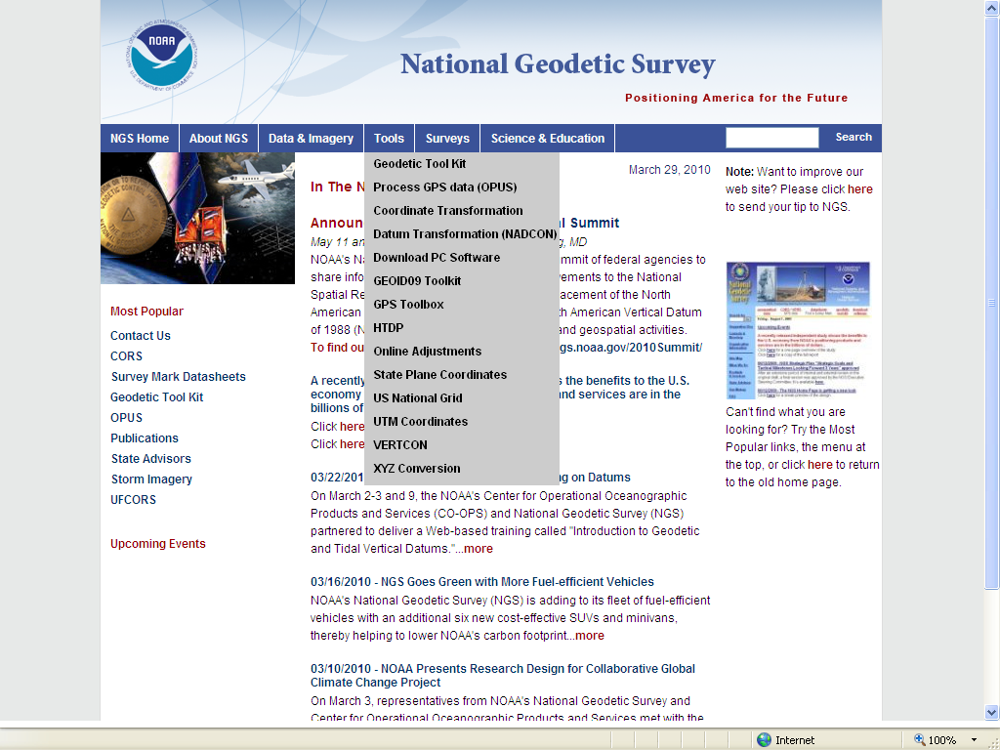 NOAA
National Geodetic Survey
Positioning America for the Future
NGS Home About NGS Data & Imagery Tools Surveys Science & Education Search
Geodetic Tool Kit
Process GPS data (OPUS)
Coordinate Transformation
Datum Transformation (NADCON)
Download PC Software
GEOID09 Toolkit
GPS Toolbox
HTDP
Online Adjustments
State Plane Coordinates
US National Grid
UTM Coordinates
VERTCON
XYZ Conversion
Most Popular
Contact Us
CORS
Survey Mark Datasheets
Geodetic Tool Kit
OPUS
Publications
State Advisors
Storm Imagery
UFCORS
Upcoming Events
March 29, 2010
In The N
Announ l Summit
May 11 an g, MD
NOAA's Na mmit of federal agencies to
share info vements to the National
Spatial Re lacement of the North
American th American Vertical Datum
of 1988 (N and geospatial activities.
To find ou gs.noaa.gov/2010Summit/
A recently s the benefits to the U.S.
economy and services are in the
billions of
Click here
Click here
03/22/201 ng on Datums
On March 2-3 and 9, the NOAA's Center for Operational Oceanographic
Products and Services (CO-OPS) and National Geodetic Survey (NGS)
partnered to deliver a Web-based training called "Introduction to Geodetic
and Tidal Vertical Datums."...more
03/16/2010 - NGS Goes Green with More Fuel-efficient Vehicles
NOAA's National Geodetic Survey (NGS) is adding to its fleet of fuel-efficient
vehicles with an additional six new cost-effective SUVs and minivans,
thereby helping to lower NOAA's carbon footprint...more
03/10/2010 - NOAA Presents Research Design for Collaborative Global
Climate Change Project
On March 3, representatives from NOAA's National Geodetic Survey and
Center for Operational Oceanographic Products and Services met with the
Note: Want to improve our
web site? Please click here
to send your tip to NGS.
Can't find what you are
looking for? Try the Most
Popular links, the menu at
the top, or click here to return
to the old home page.
Internet 100%